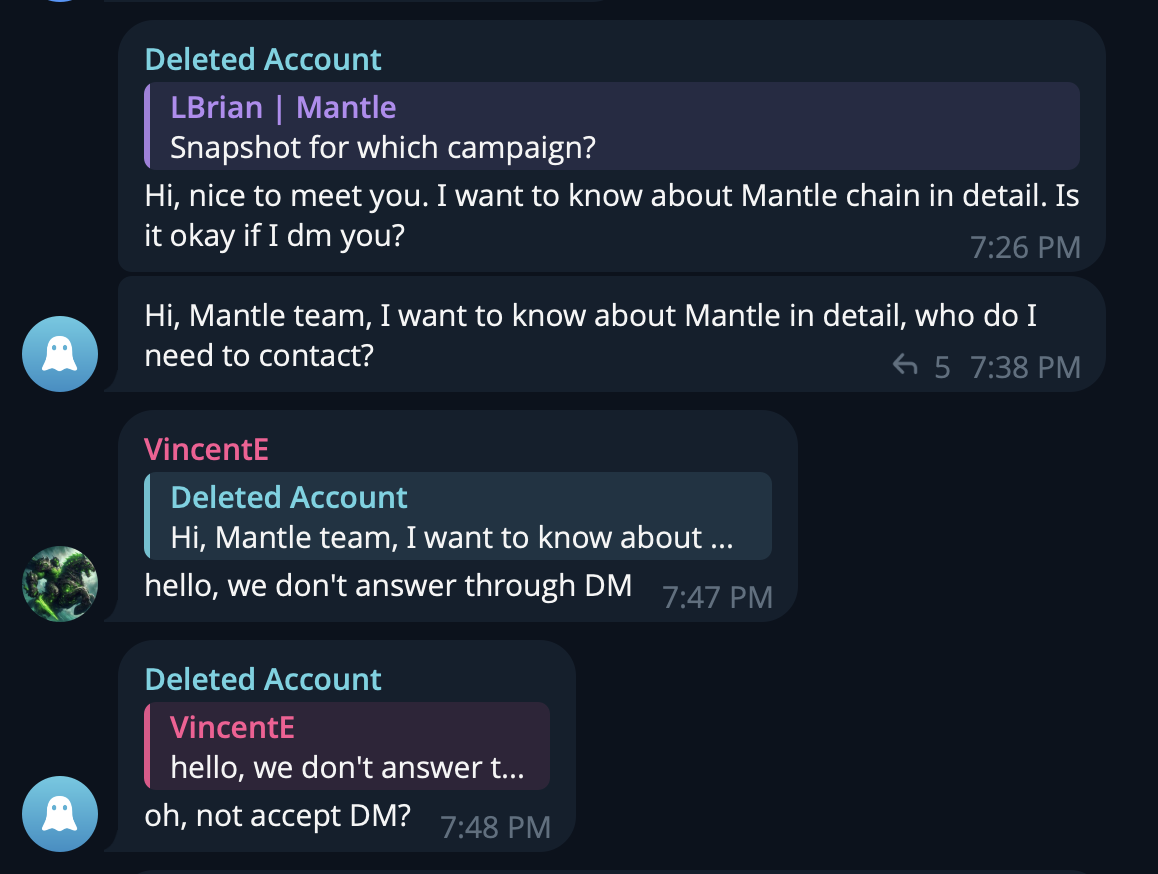 Deleted Account
LBrian | Mantle
Snapshot for which campaign?
Hi, nice to meet you. I want to know about Mantle chain in detail. Is
it okay if I dm you?
7:26 PM
Hi, Mantle team, I want to know about Mantle in detail, who do I
need to contact?
5 7:38 PM
VincentE
Deleted Account
Hi, Mantle team, I want to know about ...
hello, we don't answer through DM
7:47 PM
Deleted Account
VincentE
hello, we don't answer t...
oh, not accept DM?
7:48 PM